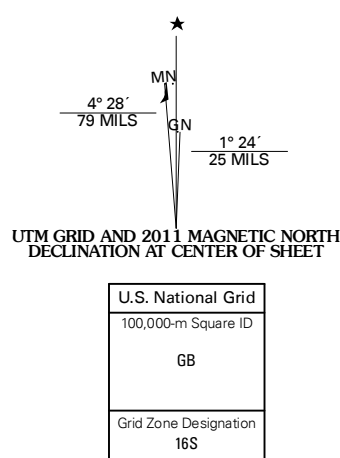 ★
MN
4° 28´
79 MILS
GN
1° 24´
25 MILS
UTM GRID AND 2011 MAGNETIC NORTH
DECLINATION AT CENTER OF SHEET
U.S. National Grid
100,000-m Square ID
GB
Grid Zone Designation
16S